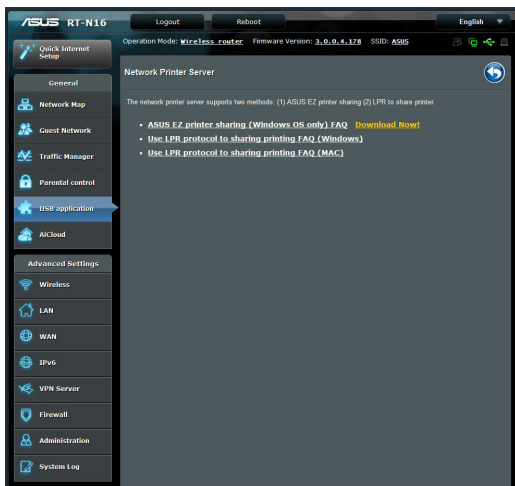 ASUS RT-N16 Logout Reboot English
Operation Mode: Wireless router Firmware Version: 3.0.0.4.178 SSID: ASUS
Quick Internet
Setup
General
Network Map
Guest Network
Traffic Manager
Parental control
USB application
AiCloud
Advanced Settings
Wireless
LAN
WAN
IPv6
VPN Server
Firewall
Administration
System Log
Network Printer Server
The network printer server supports two methods: (1) ASUS EZ printer sharing (2) LPR to share printer.
• ASUS EZ printer sharing (Windows OS only) FAQ Download Now!
• Use LPR protocol to sharing printing FAQ (Windows)
• Use LPR protocol to sharing printing FAQ (MAC)